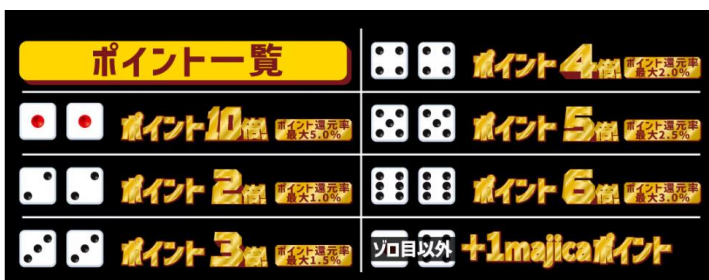 ポイント一覧
ポイント10倍 ポイント還元率最大5.0%
ポイント2倍 ポイント還元率最大1.0%
ポイント3倍 ポイント還元率最大1.5%
ポイント4倍 ポイント還元率最大2.0%
ポイント5倍 ポイント還元率最大2.5%
ポイント6倍 ポイント還元率最大3.0%
ゾロ目以外 +1majicaポイント